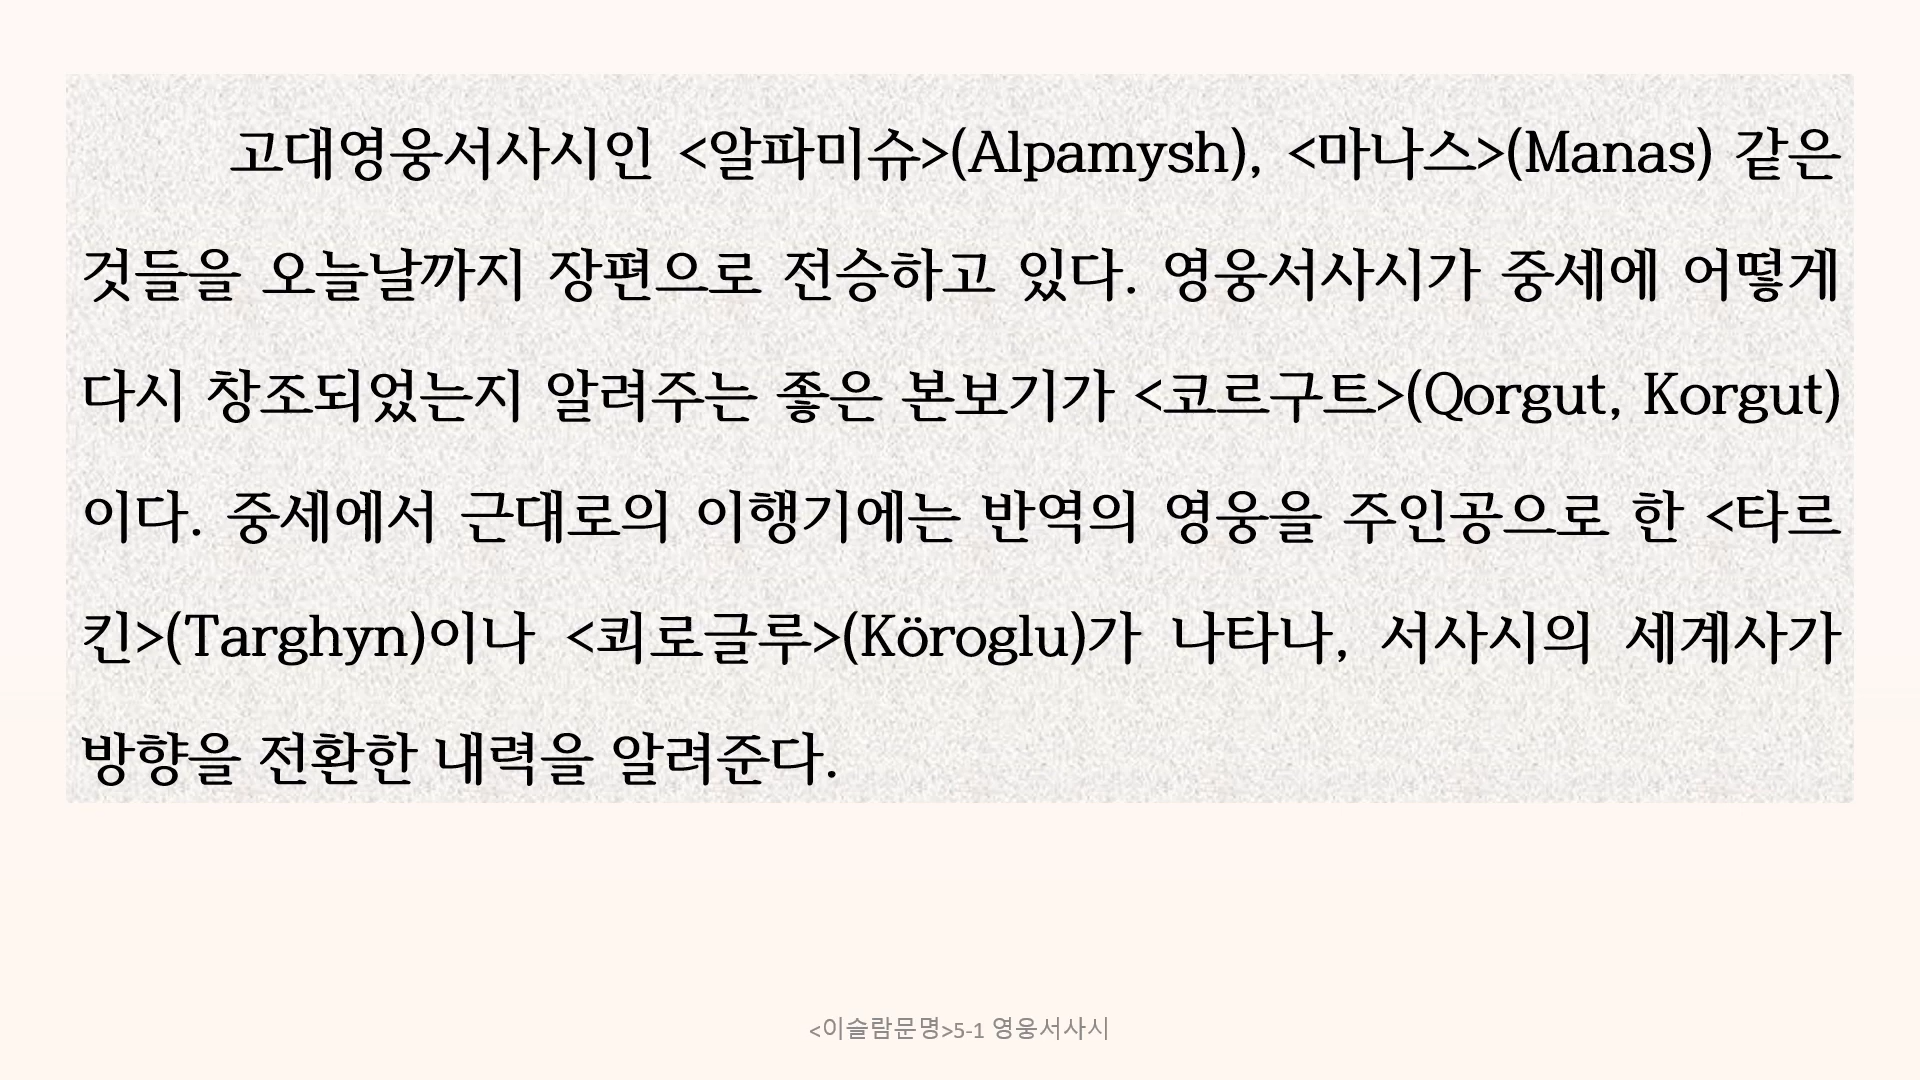 고대영웅서사시인 <알파미슈>(Alpamysh), <마나스>(Manas) 같은
것들을 오늘날까지 장편으로 전승하고 있다. 영웅서사시가 중세에 어떻게
다시 창조되었는지 알려주는 좋은 본보기가 <코르구트>(Qorgut, Korgut)
이다. 중세에서 근대로의 이행기에는 반역의 영웅을 주인공으로 한 <타르
킨>(Targhyn)이나 <쾨로글루>(Köroglu)가 나타나, 서사시의 세계사가
방향을 전환한 내력을 알려준다.
<이슬람문명>5-1 영웅서사시